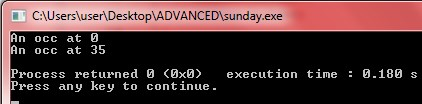 C:\Users\user\Desktop\ADVANCED\sunday.exe
An occ at 0
An occ at 35
Process returned 0 (0x0)   execution time : 0.180 s
Press any key to continue.